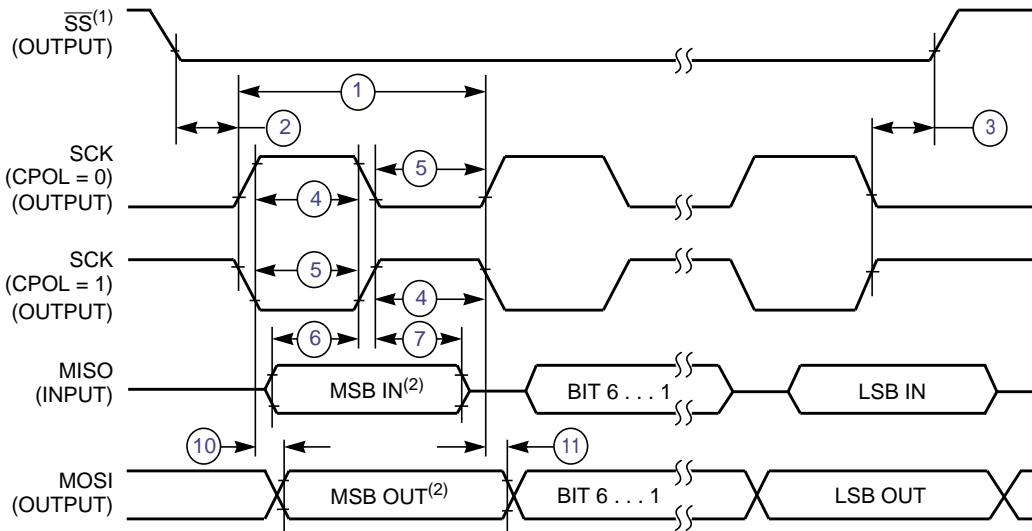 SS(1)
(OUTPUT)
1
2
3
SCK
(CPOL = 0)
(OUTPUT)
5
4
SCK
(CPOL = 1)
(OUTPUT)
5
4
6
7
MISO
(INPUT)
MSB IN(2)
BIT 6 . . . 1
LSB IN
10
11
MOSI
(OUTPUT)
MSB OUT(2)
BIT 6 . . . 1
LSB OUT